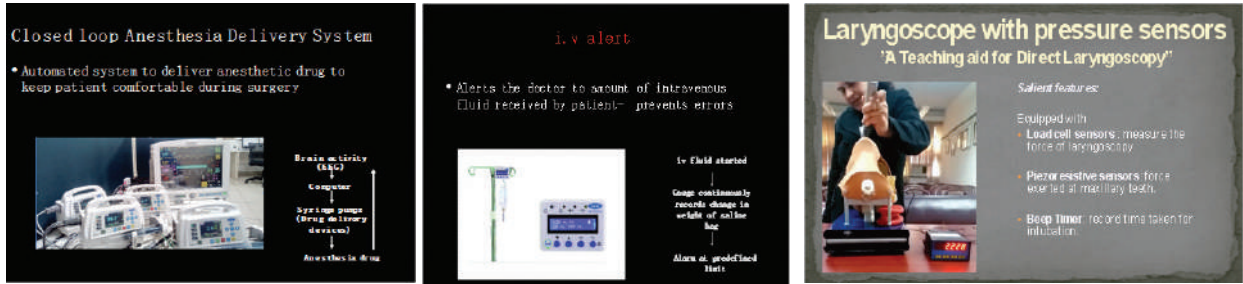 Closed loop Anesthesia Delivery System
• Automated system to deliver anesthetic drug to
keep patient comfortable during surgery
Brain activity
(EEG)
Computer
Syringe pumps
(Drug delivery
devices)
Anesthesia drug
i.v alert
• Alerts the doctor to amount of intravenous
fluid received by patient- prevents errors
iv fluid started
Gauge continuously
records change in
weight of saline
bag
Alarm at predefined
limit
Laryngoscope with pressure sensors
"A Teaching aid for Direct Laryngoscopy"
Salient features:
Equipped with
• Load cell sensors: measure the
force of laryngoscopy
• Piezoresistive sensors: force
exerted at maxillary teeth.
• Beep Timer: record time taken for
intubation.
2228